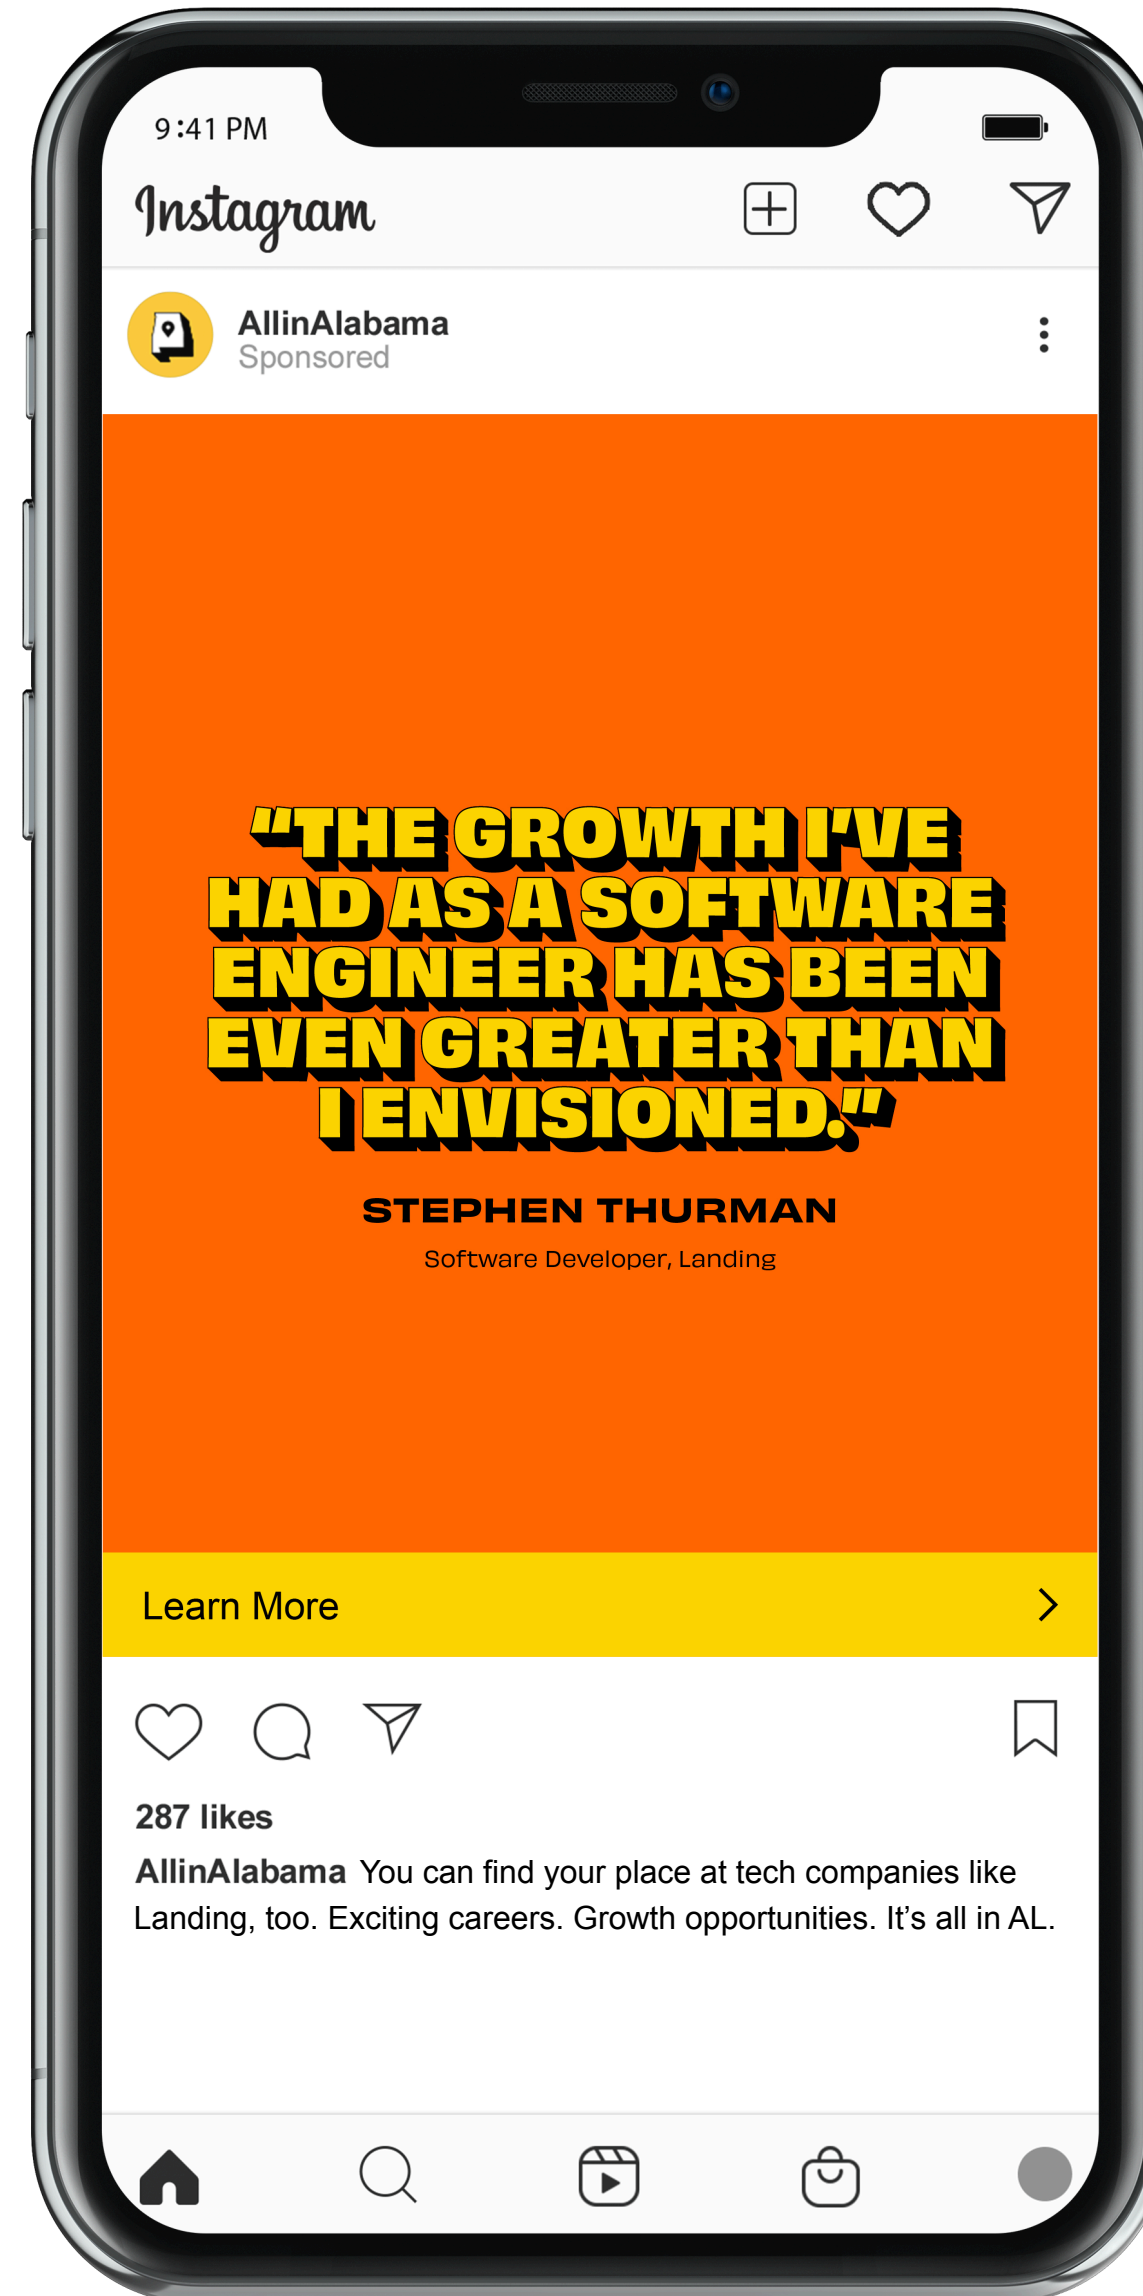 9:41 PM
Instagram
AllinAlabama
Sponsored
“THE GROWTH I’VE
HAD AS A SOFTWARE
ENGINEER HAS BEEN
EVEN GREATER THAN
I ENVISIONED.”
STEPHEN THURMAN
Software Developer, Landing
Learn More
287 likes
AllinAlabama You can find your place at tech companies like
Landing, too. Exciting careers. Growth opportunities. It’s all in AL.